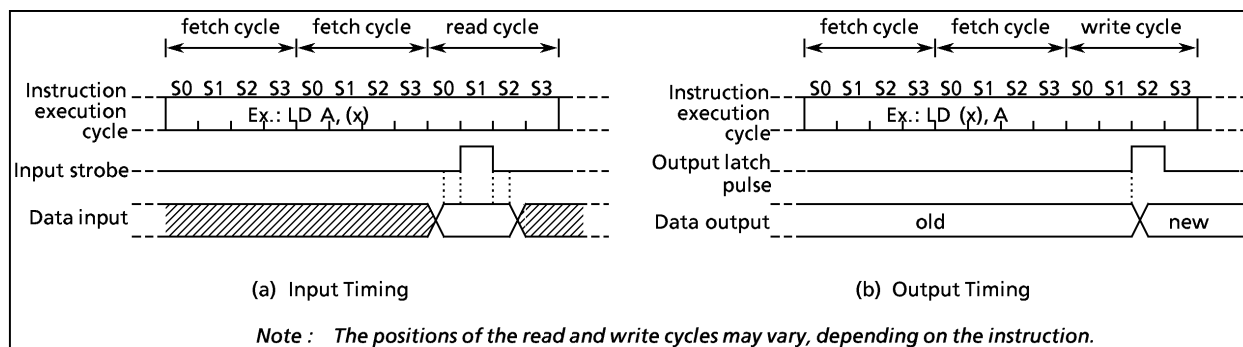 fetch cycle fetch cycle read cycle
S0 S1 S2 S3 S0 S1 S2 S3 S0 S1 S2 S3
Instruction
execution
cycle
Ex.: LD A, (x)
Input strobe
Data input
(a) Input Timing
fetch cycle fetch cycle write cycle
S0 S1 S2 S3 S0 S1 S2 S3 S0 S1 S2 S3
Instruction
execution
cycle
Ex.: LD (x), A
Output latch
pulse
Data output
old new
(b) Output Timing
Note : The positions of the read and write cycles may vary, depending on the instruction.